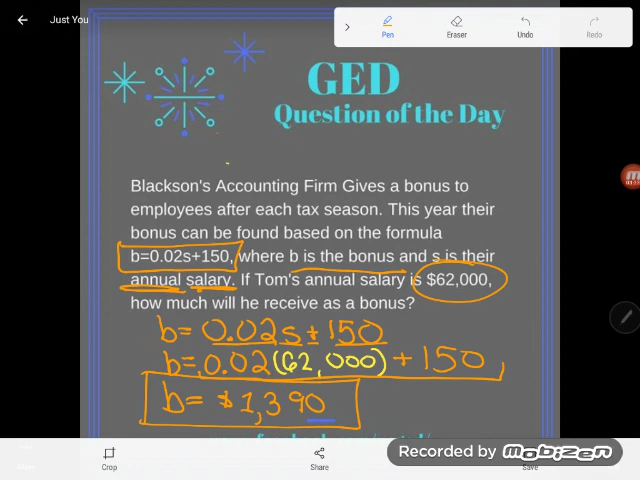 Just You
Pen
Eraser
Undo
Redo
GED
Question of the Day
Blackson's Accounting Firm Gives a bonus to
employees after each tax season. This year their
bonus can be found based on the formula
b=0.02s+150, where b is the bonus and s is their
annual salary. If Tom's annual salary is $62,000,
how much will he receive as a bonus?
b= 0.02s + 150
b= 0.02 (62,000) + 150
b= $1,390
Recorded by Mobizen
Crop
Share
Save